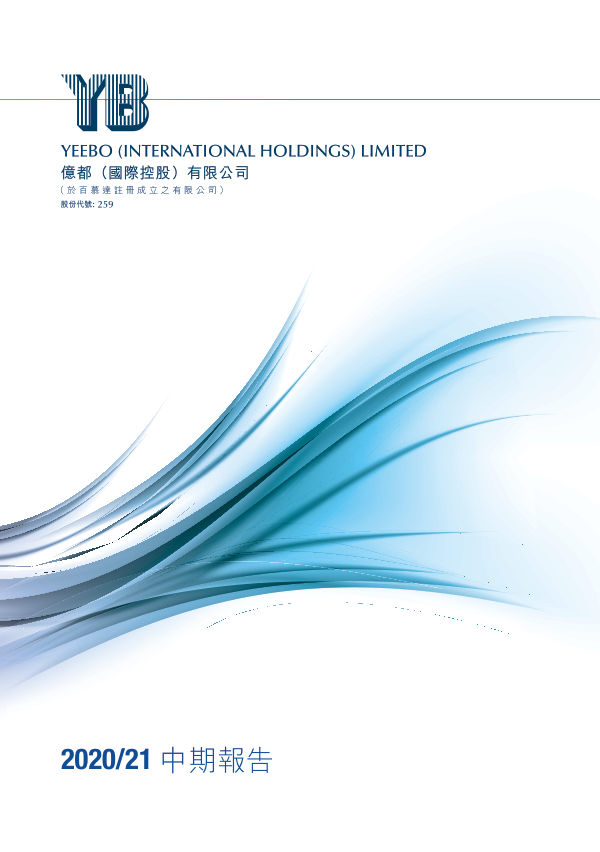 YB
YEEBO (INTERNATIONAL HOLDINGS) LIMITED
億都（國際控股）有限公司
（於百慕達註冊成立之有限公司）
股份代號: 259
2020/21 中期報告